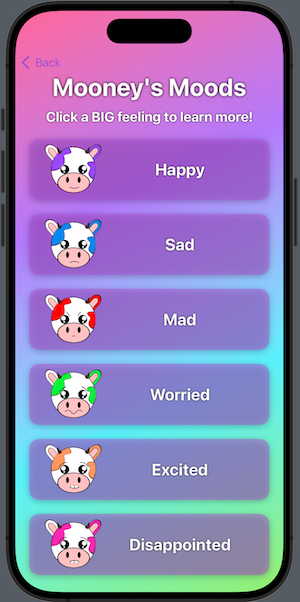 Back
Mooney's Moods
Click a BIG feeling to learn more!
Happy
Sad
Mad
Worried
Excited
Disappointed